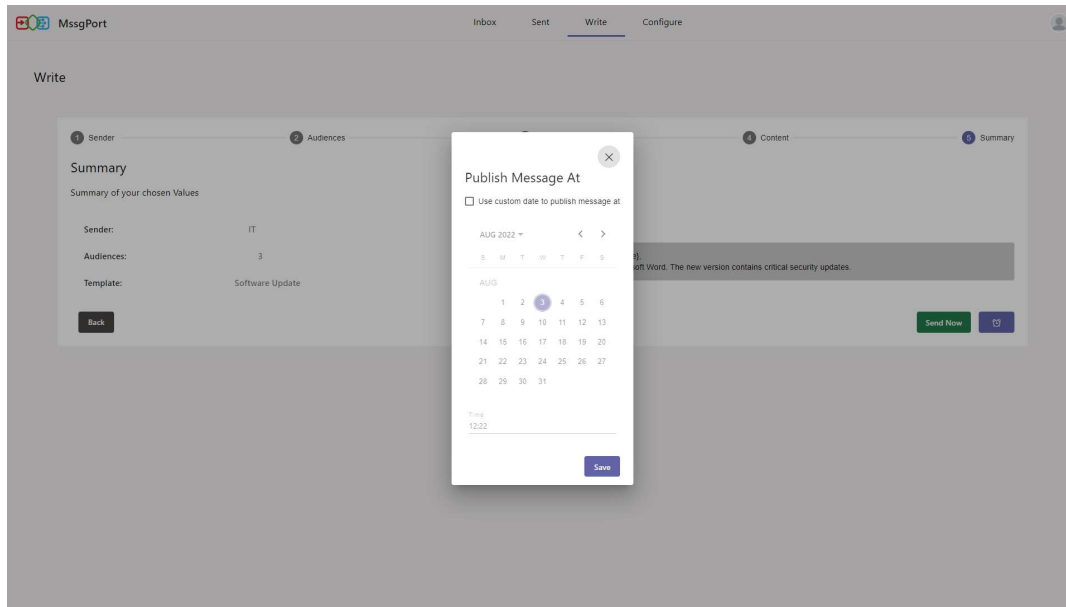 MssgPort
Inbox Sent Write Configure
Write
1 Sender
2 Audiences
4 Content
5 Summary
Summary
Summary of your chosen Values
Sender: IT
Audiences: 3
Template: Software Update
Back
Word. The new version contains critical security updates.
Send Now
Publish Message At
Use custom date to publish message at
AUG 2022
S M T W T F S
AUG
1 2 3 4 5 6
7 8 9 10 11 12 13
14 15 16 17 18 19 20
21 22 23 24 25 26 27
28 29 30 31
Time
12:22
Save